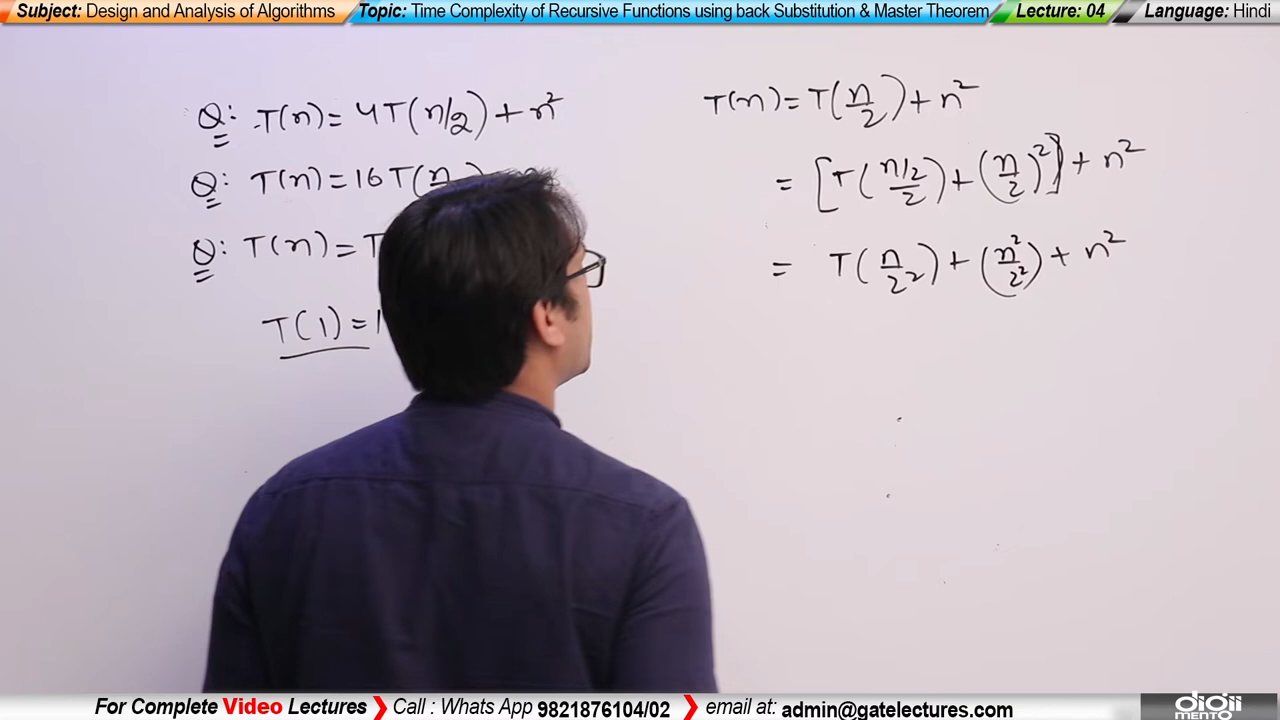 Subject: Design and Analysis of Algorithms
Topic: Time Complexity of Recursive Functions using back Substitution & Master Theorem
Lecture: 04
Language: Hindi
Q: T(n) = 4T(n/2) + n²
Q: T(n) = 16T(n
Q: T(n) = T
T(1) = 1
T(n) = T(n/2) + n²
= [T(n/2/2) + (n/2)²] + n²
= T(n/2²) + (n²/2²) + n²
For Complete Video Lectures ❯ Call : Whats App 9821876104/02 ❯ email at: admin@gatelectures.com
digii
MENTO